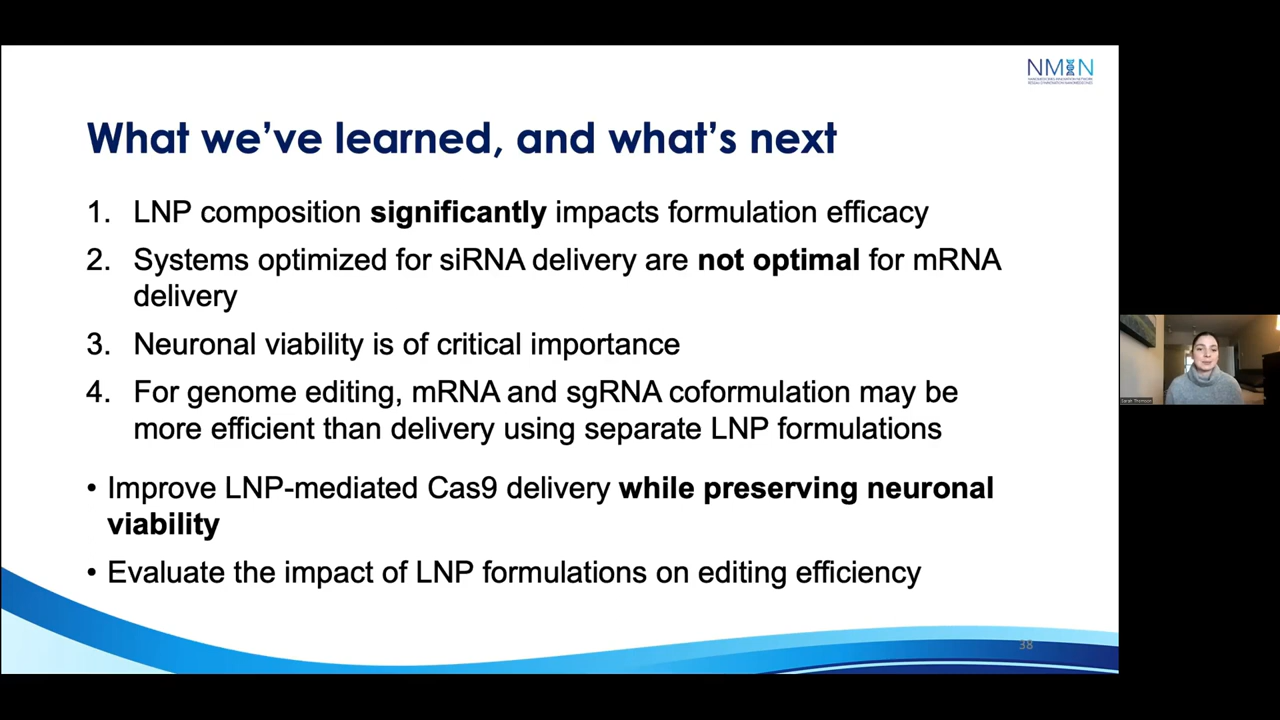 NMIN
What we've learned, and what's next
1. LNP composition significantly impacts formulation efficacy
2. Systems optimized for siRNA delivery are not optimal for mRNA
delivery
3. Neuronal viability is of critical importance
4. For genome editing, mRNA and sgRNA coformulation may be
more efficient than delivery using separate LNP formulations
• Improve LNP-mediated Cas9 delivery while preserving neuronal
viability
• Evaluate the impact of LNP formulations on editing efficiency
38